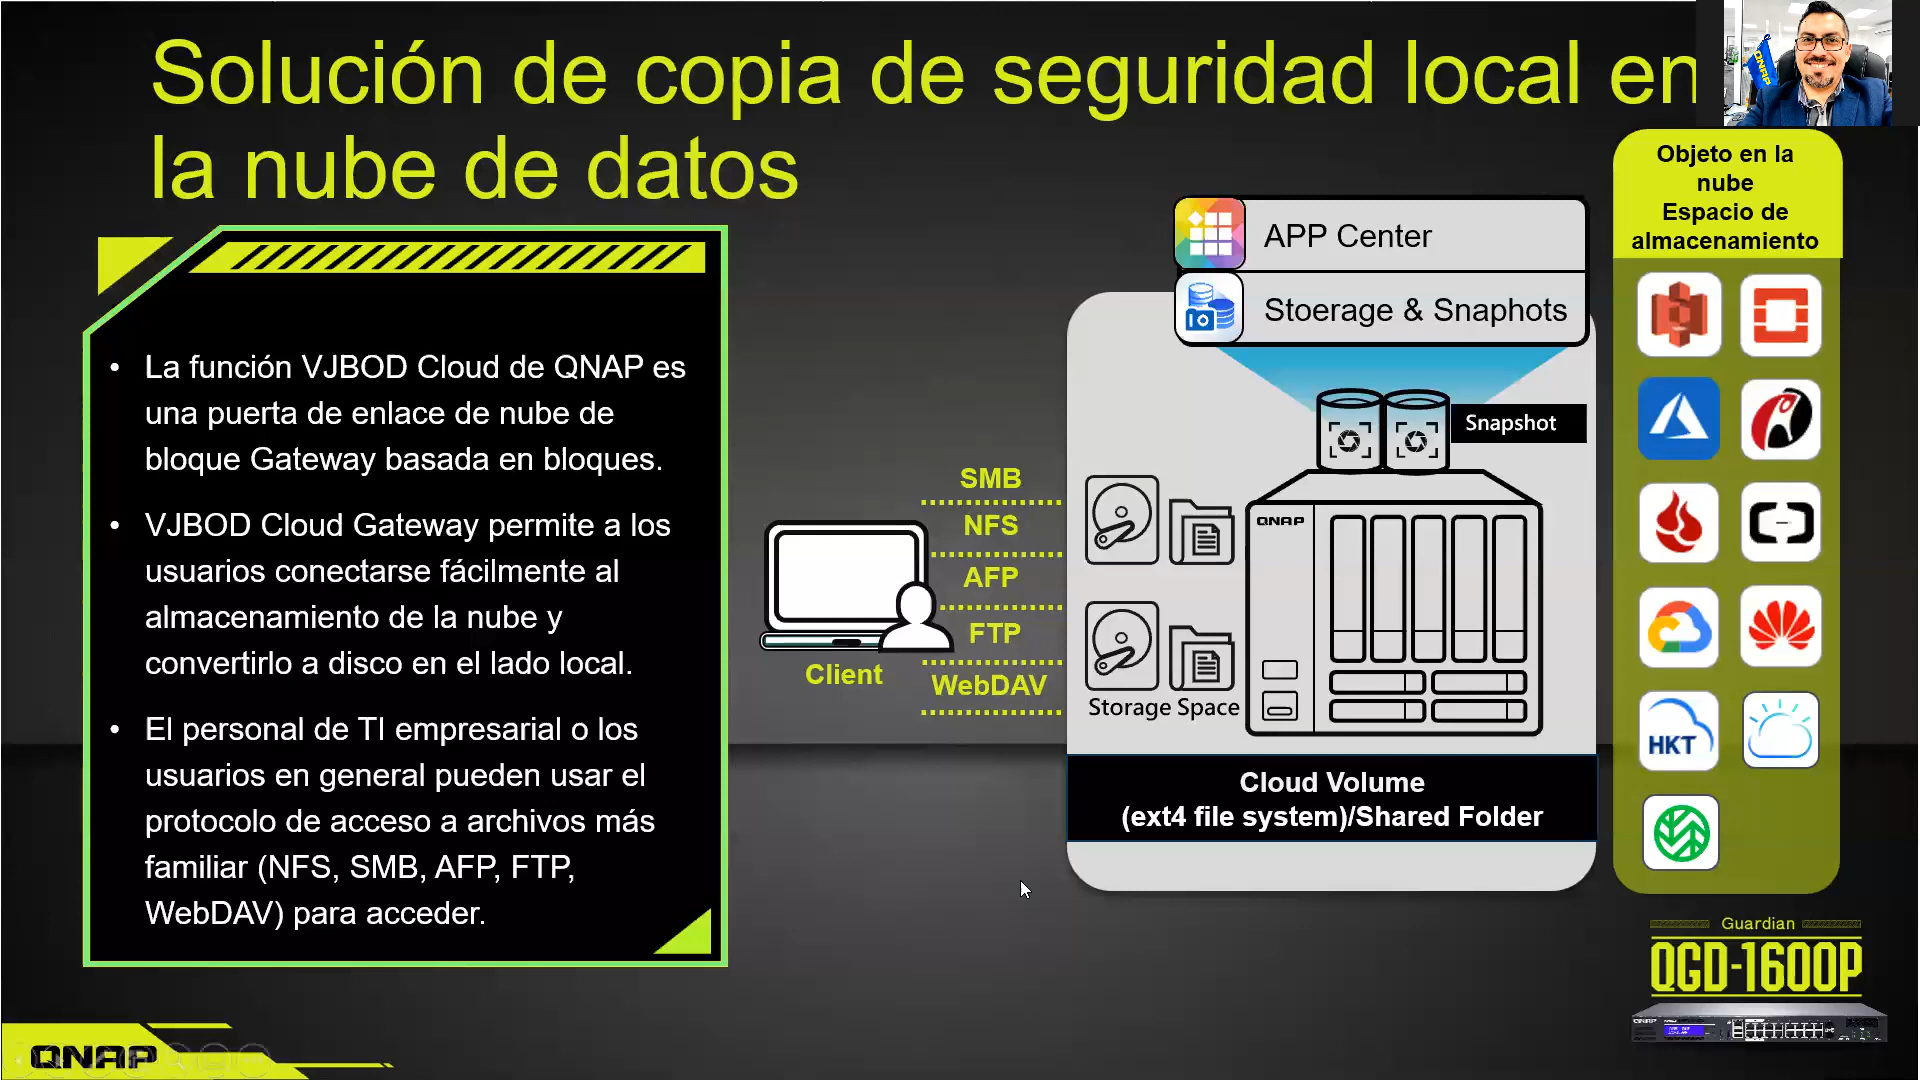 Solución de copia de seguridad local en
la nube de datos
QNAP
• La función VJBOD Cloud de QNAP es
una puerta de enlace de nube de
bloque Gateway basada en bloques.
• VJBOD Cloud Gateway permite a los
usuarios conectarse fácilmente al
almacenamiento de la nube y
convertirlo a disco en el lado local.
• El personal de TI empresarial o los
usuarios en general pueden usar el
protocolo de acceso a archivos más
familiar (NFS, SMB, AFP, FTP,
WebDAV) para acceder.
Client
SMB
NFS
AFP
FTP
WebDAV
APP Center
Stoerage & Snaphots
Snapshot
QNAP
Storage Space
Cloud Volume
(ext4 file system)/Shared Folder
Objeto en la
nube
Espacio de
almacenamiento
HKT
Guardian
QGD-1600P
QNAP
QNAP